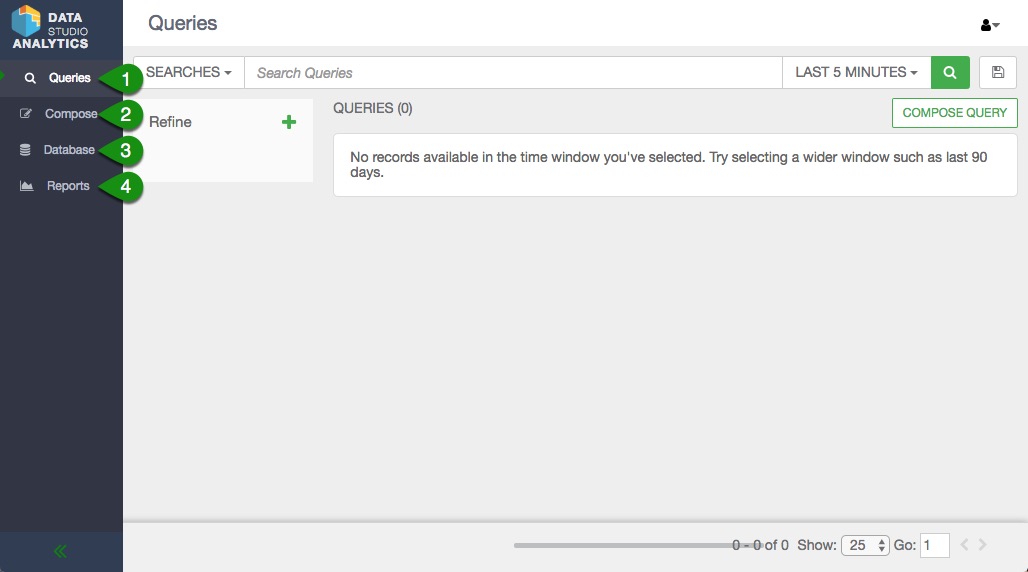 DATA
STUDIO
ANALYTICS
Queries
Queries 1
Compose 2
Database 3
Reports 4
SEARCHES
Search Queries
LAST 5 MINUTES
Refine
QUERIES (0)
COMPOSE QUERY
No records available in the time window you've selected. Try selecting a wider window such as last 90
days.
0 - 0 of 0 Show: 25 Go: 1